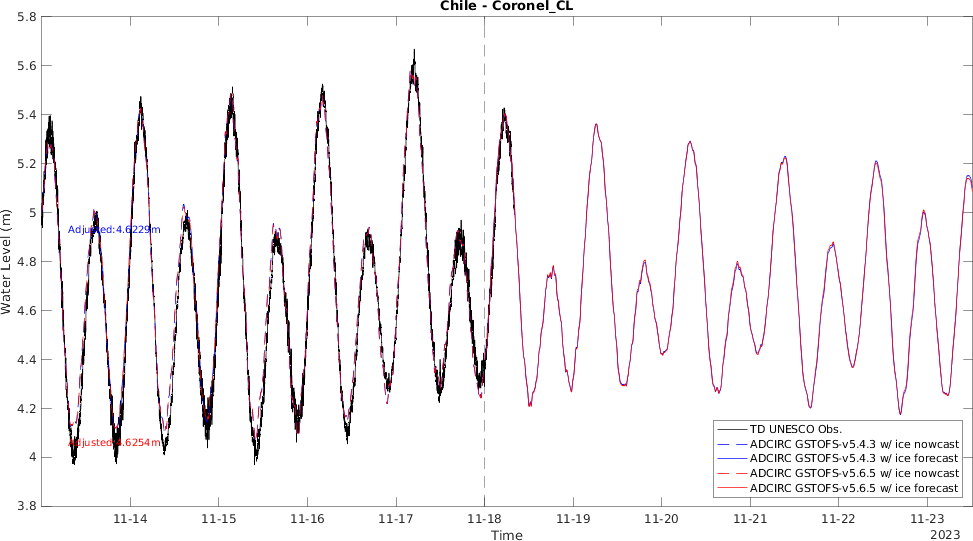 Chile - Coronel_CL
5.8
5.6
5.4
5.2
5
4.8
4.6
4.4
4.2
4
3.8
Water Level (m)
Adjusted:4.6229m
Adjusted:4.6254m
TD UNESCO Obs.
ADCIRC GSTOFS-v5.4.3 w/ ice nowcast
ADCIRC GSTOFS-v5.4.3 w/ ice forecast
ADCIRC GSTOFS-v5.6.5 w/ ice nowcast
ADCIRC GSTOFS-v5.6.5 w/ ice forecast
11-14 11-15 11-16 11-17 11-18 11-19 11-20 11-21 11-22 11-23
2023
Time